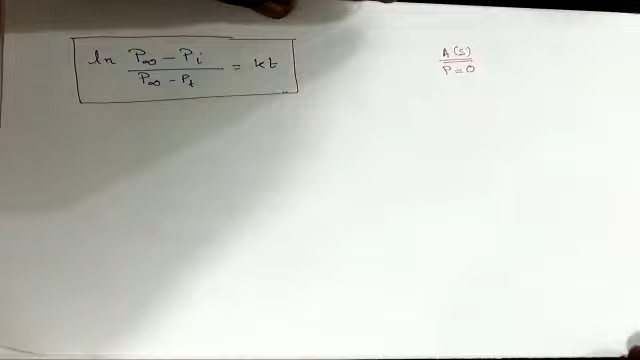 ln P∞ - Pi / P∞ - Pt = kt
A(s)
P=0